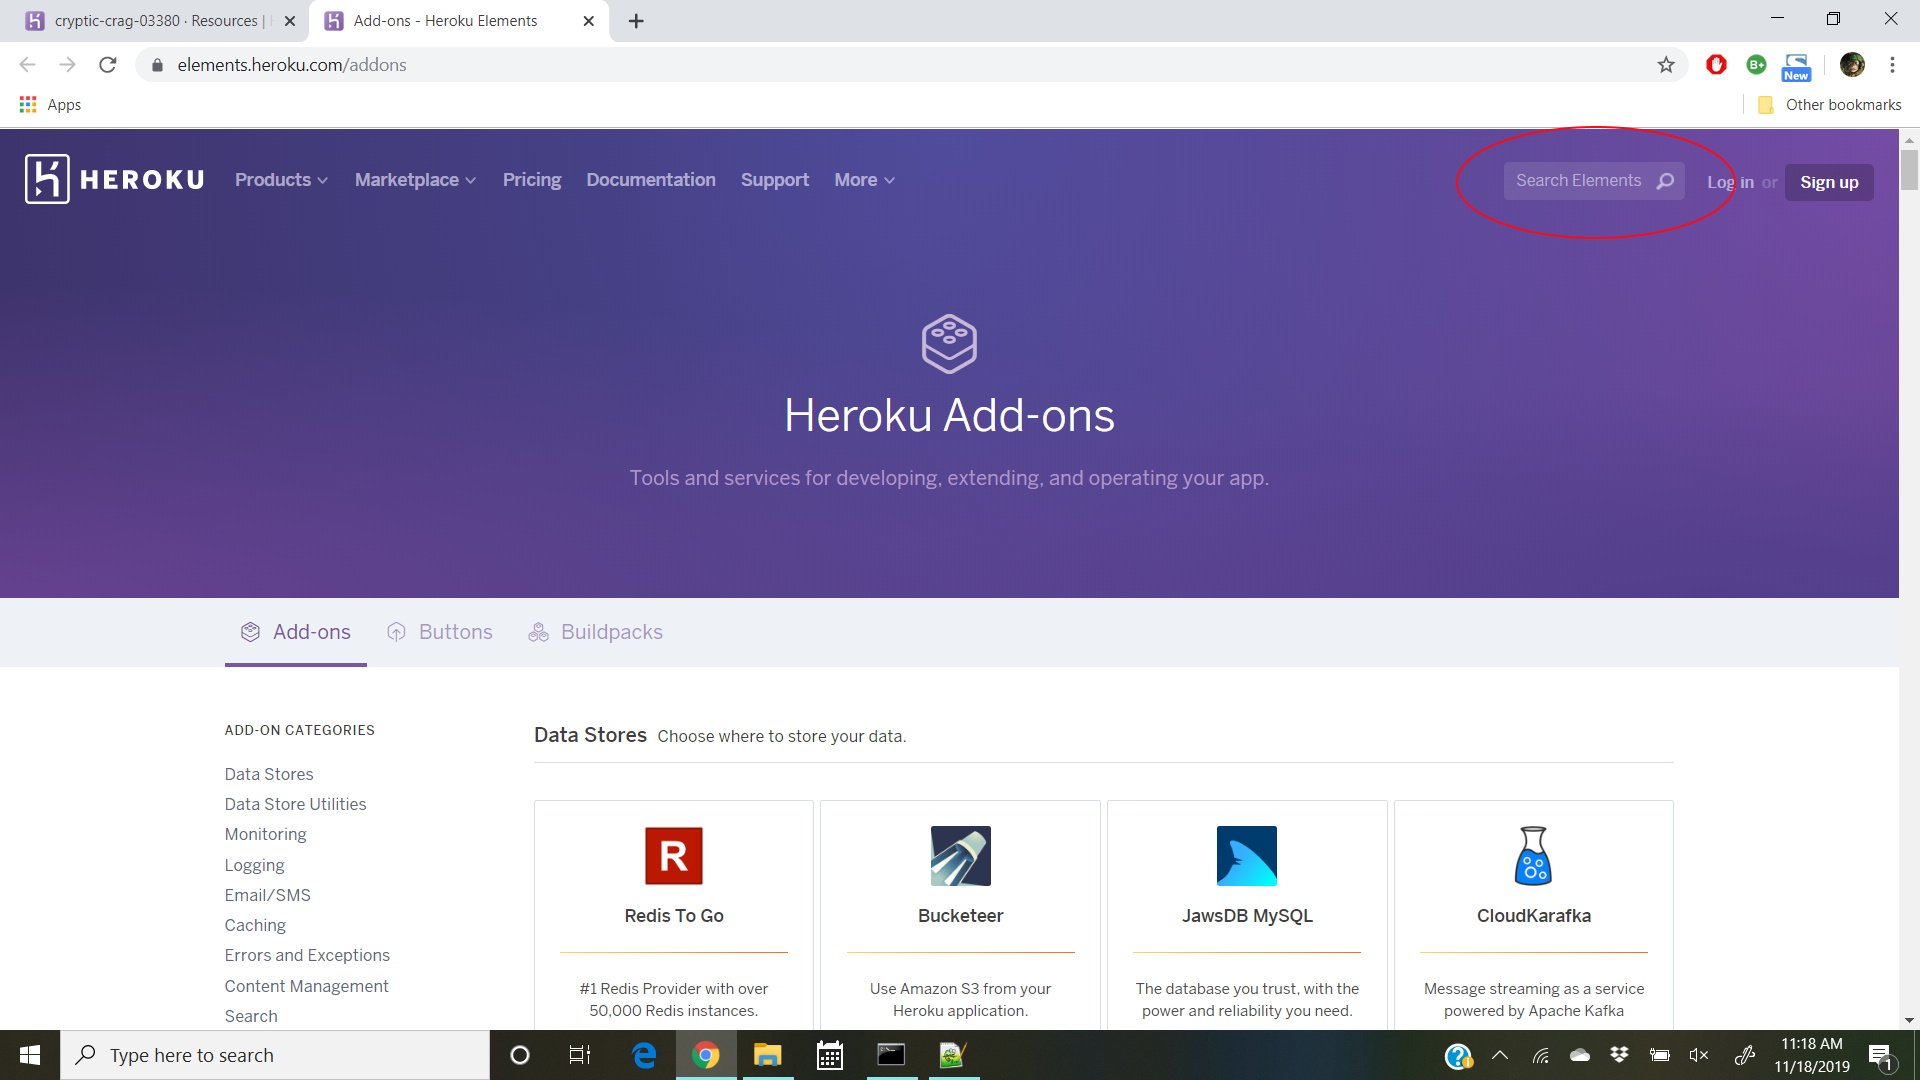 cryptic-crag-03380 · Resources |
Add-ons - Heroku Elements
elements.heroku.com/addons
B+
New
Apps
Other bookmarks
HEROKU
Products
Marketplace
Pricing
Documentation
Support
More
Search Elements
Log in or
Sign up
Heroku Add-ons
Tools and services for developing, extending, and operating your app.
Add-ons
Buttons
Buildpacks
ADD-ON CATEGORIES
Data Stores
Data Store Utilities
Monitoring
Logging
Email/SMS
Caching
Errors and Exceptions
Content Management
Search
Data Stores Choose where to store your data.
R
Redis To Go
#1 Redis Provider with over
50,000 Redis instances.
Bucketeer
Use Amazon S3 from your
Heroku application.
JawsDB MySQL
The database you trust, with the
power and reliability you need.
CloudKarafka
Message streaming as a service
powered by Apache Kafka
Type here to search
11:18 AM
11/18/2019
1